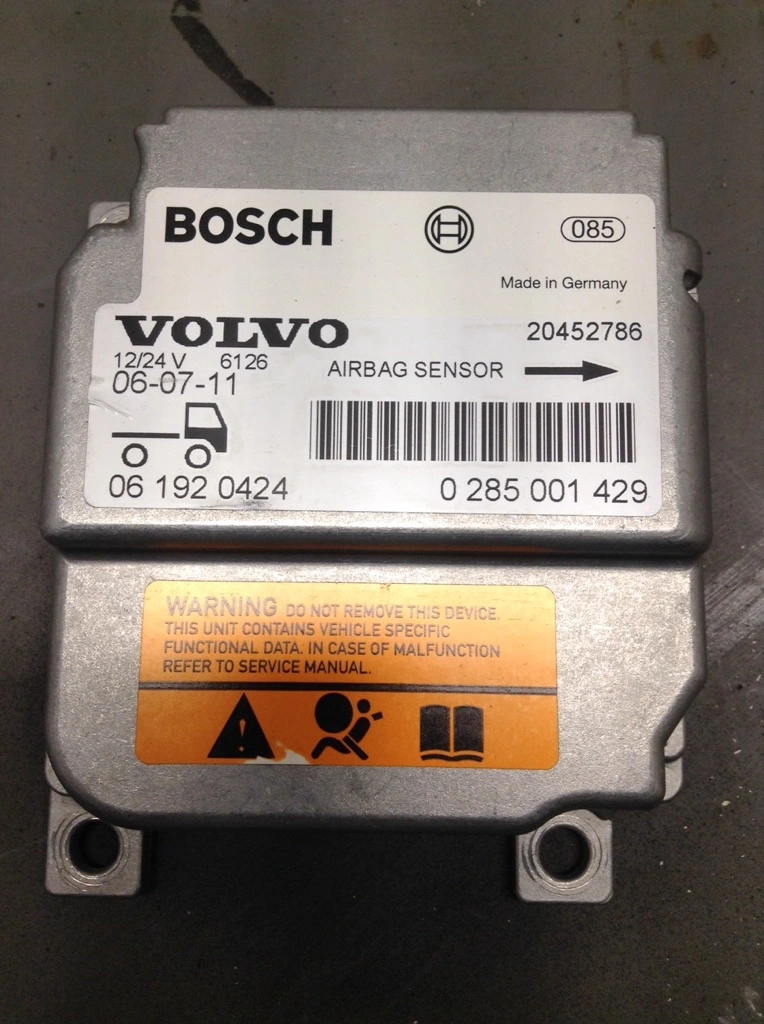 BOSCH
085
Made in Germany
VOLVO
20452786
12/24 V 6126
AIRBAG SENSOR
06-07-11
06 192 0424
0 285 001 429
WARNING DO NOT REMOVE THIS DEVICE.
THIS UNIT CONTAINS VEHICLE SPECIFIC
FUNCTIONAL DATA. IN CASE OF MALFUNCTION
REFER TO SERVICE MANUAL.